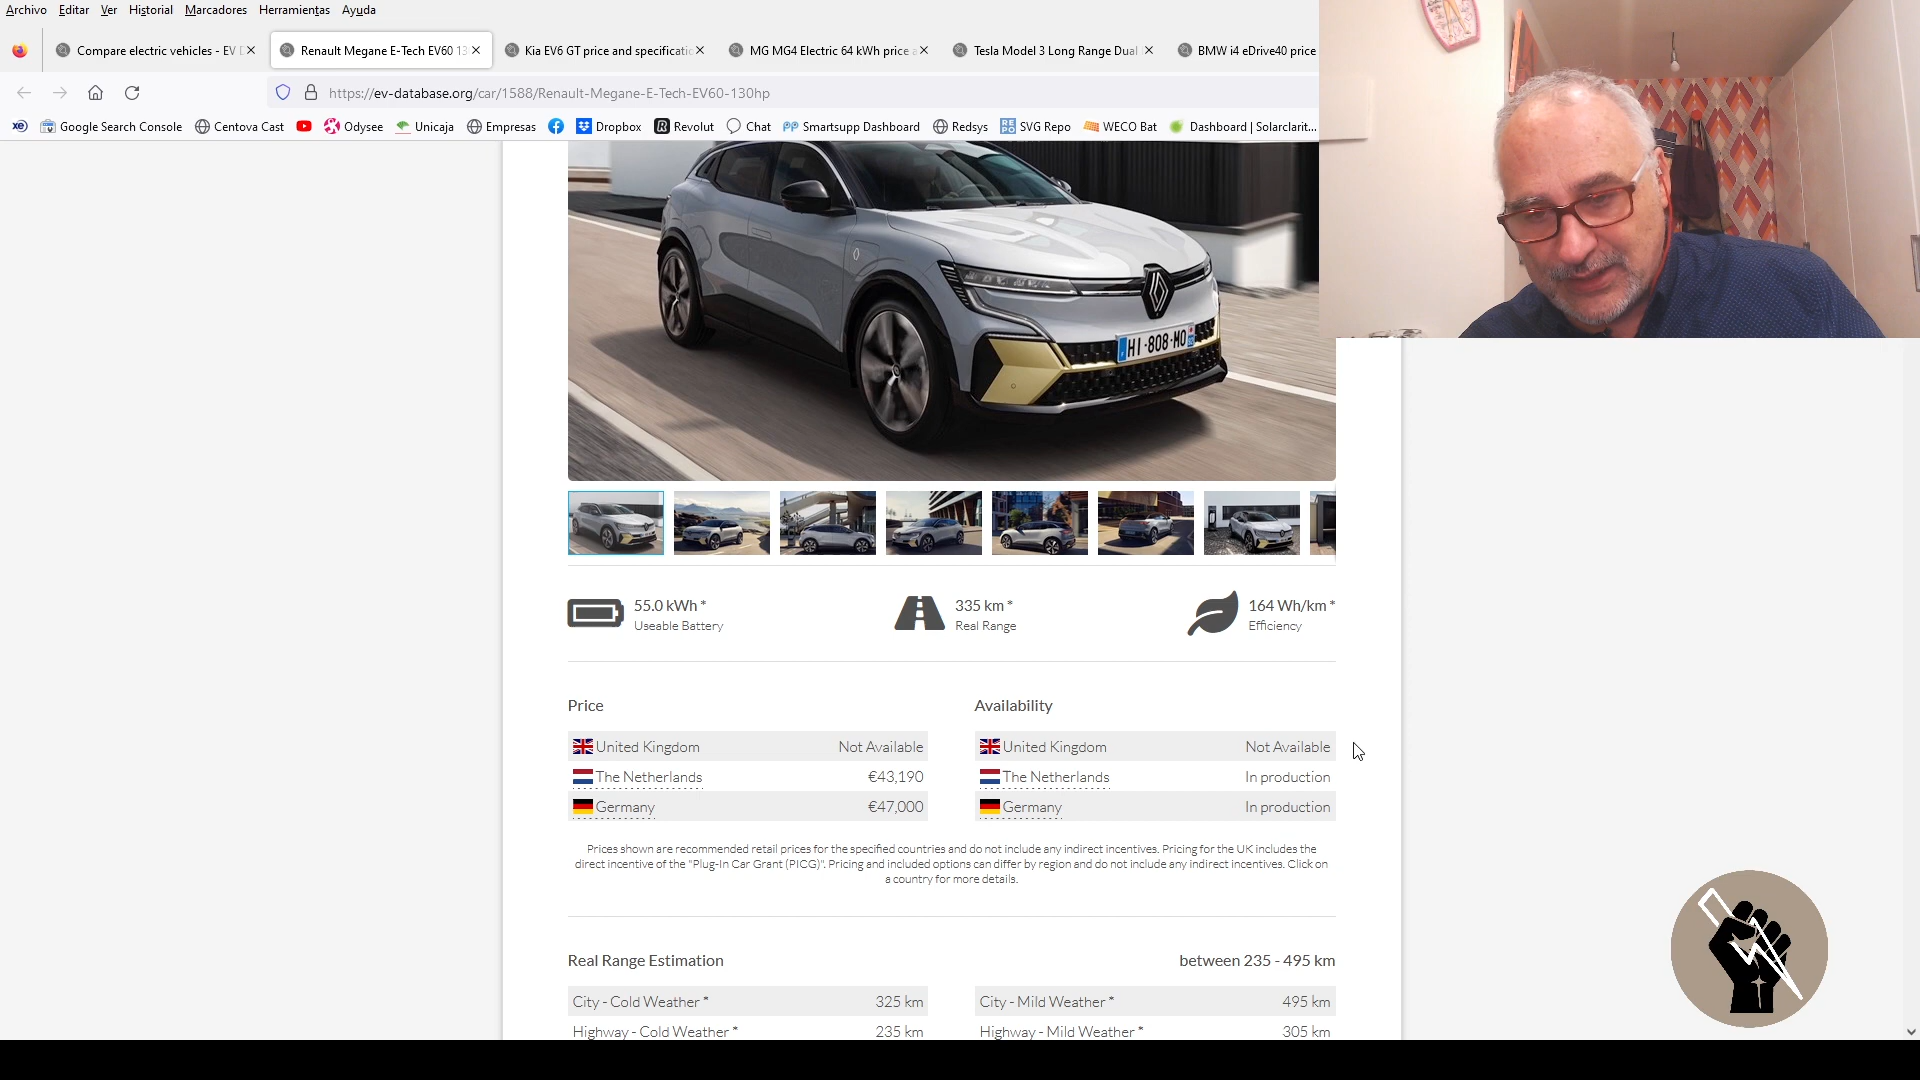 Archivo Editar Ver Historial Marcadores Herramientas Ayuda
Compare electric vehicles - EV D
Renault Megane E-Tech EV60 13
Kia EV6 GT price and specificatio
MG MG4 Electric 64 kWh price a
Tesla Model 3 Long Range Dual
BMW i4 eDrive40 price
https://ev-database.org/car/1588/Renault-Megane-E-Tech-EV60-130hp
xe Google Search Console Centova Cast Odysee Unicaja Empresas Dropbox Revolut Chat Smartsupp Dashboard Redsys SVG Repo WECO Bat Dashboard | Solarclarit...
HI-808-MO
55.0 kWh *
Useable Battery
335 km *
Real Range
164 Wh/km *
Efficiency
Price
United Kingdom Not Available
The Netherlands €43,190
Germany €47,000
Availability
United Kingdom Not Available
The Netherlands In production
Germany In production
Prices shown are recommended retail prices for the specified countries and do not include any indirect incentives. Pricing for the UK includes the
direct incentive of the "Plug-In Car Grant (PICG)". Pricing and included options can differ by region and do not include any indirect incentives. Click on
a country for more details.
Real Range Estimation between 235 - 495 km
City - Cold Weather * 325 km
Highway - Cold Weather * 235 km
City - Mild Weather * 495 km
Highway - Mild Weather * 305 km